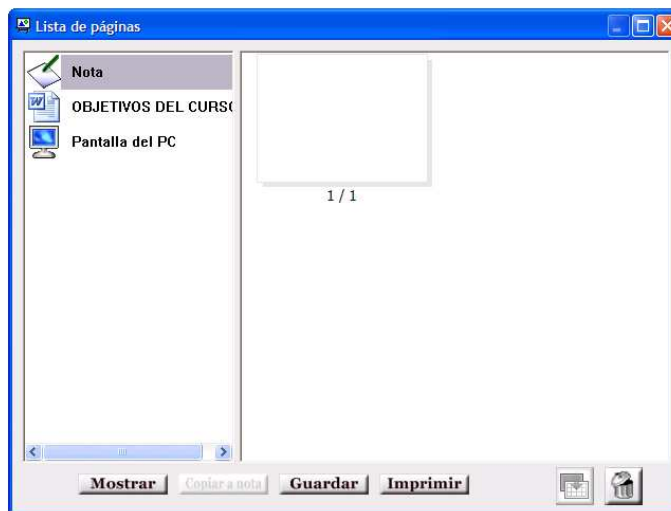 Lista de páginas
Nota
OBJETIVOS DEL CURSO
Pantalla del PC
1 / 1
Mostrar Copiar a nota Guardar Imprimir